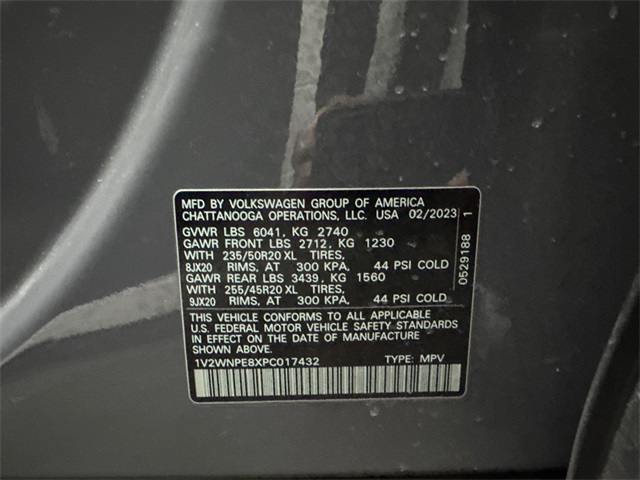 MFD BY VOLKSWAGEN GROUP OF AMERICA
CHATTANOOGA OPERATIONS, LLC. USA 02/2023
GVWR LBS 6041, KG 2740
GAWR FRONT LBS 2712, KG 1230
WITH 235/50R20 XL TIRES,
8JX20 RIMS, AT 300 KPA, 44 PSI COLD
GAWR REAR LBS 3439, KG 1560
WITH 255/45R20 XL TIRES,
9JX20 RIMS, AT 300 KPA, 44 PSI COLD
THIS VEHICLE CONFORMS TO ALL APPLICABLE
U.S. FEDERAL MOTOR VEHICLE SAFETY STANDARDS
IN EFFECT ON THE DATE OF MANUFACTURE
SHOWN ABOVE.
1V2WNPE8XPC017432 TYPE: MPV
0529188 1